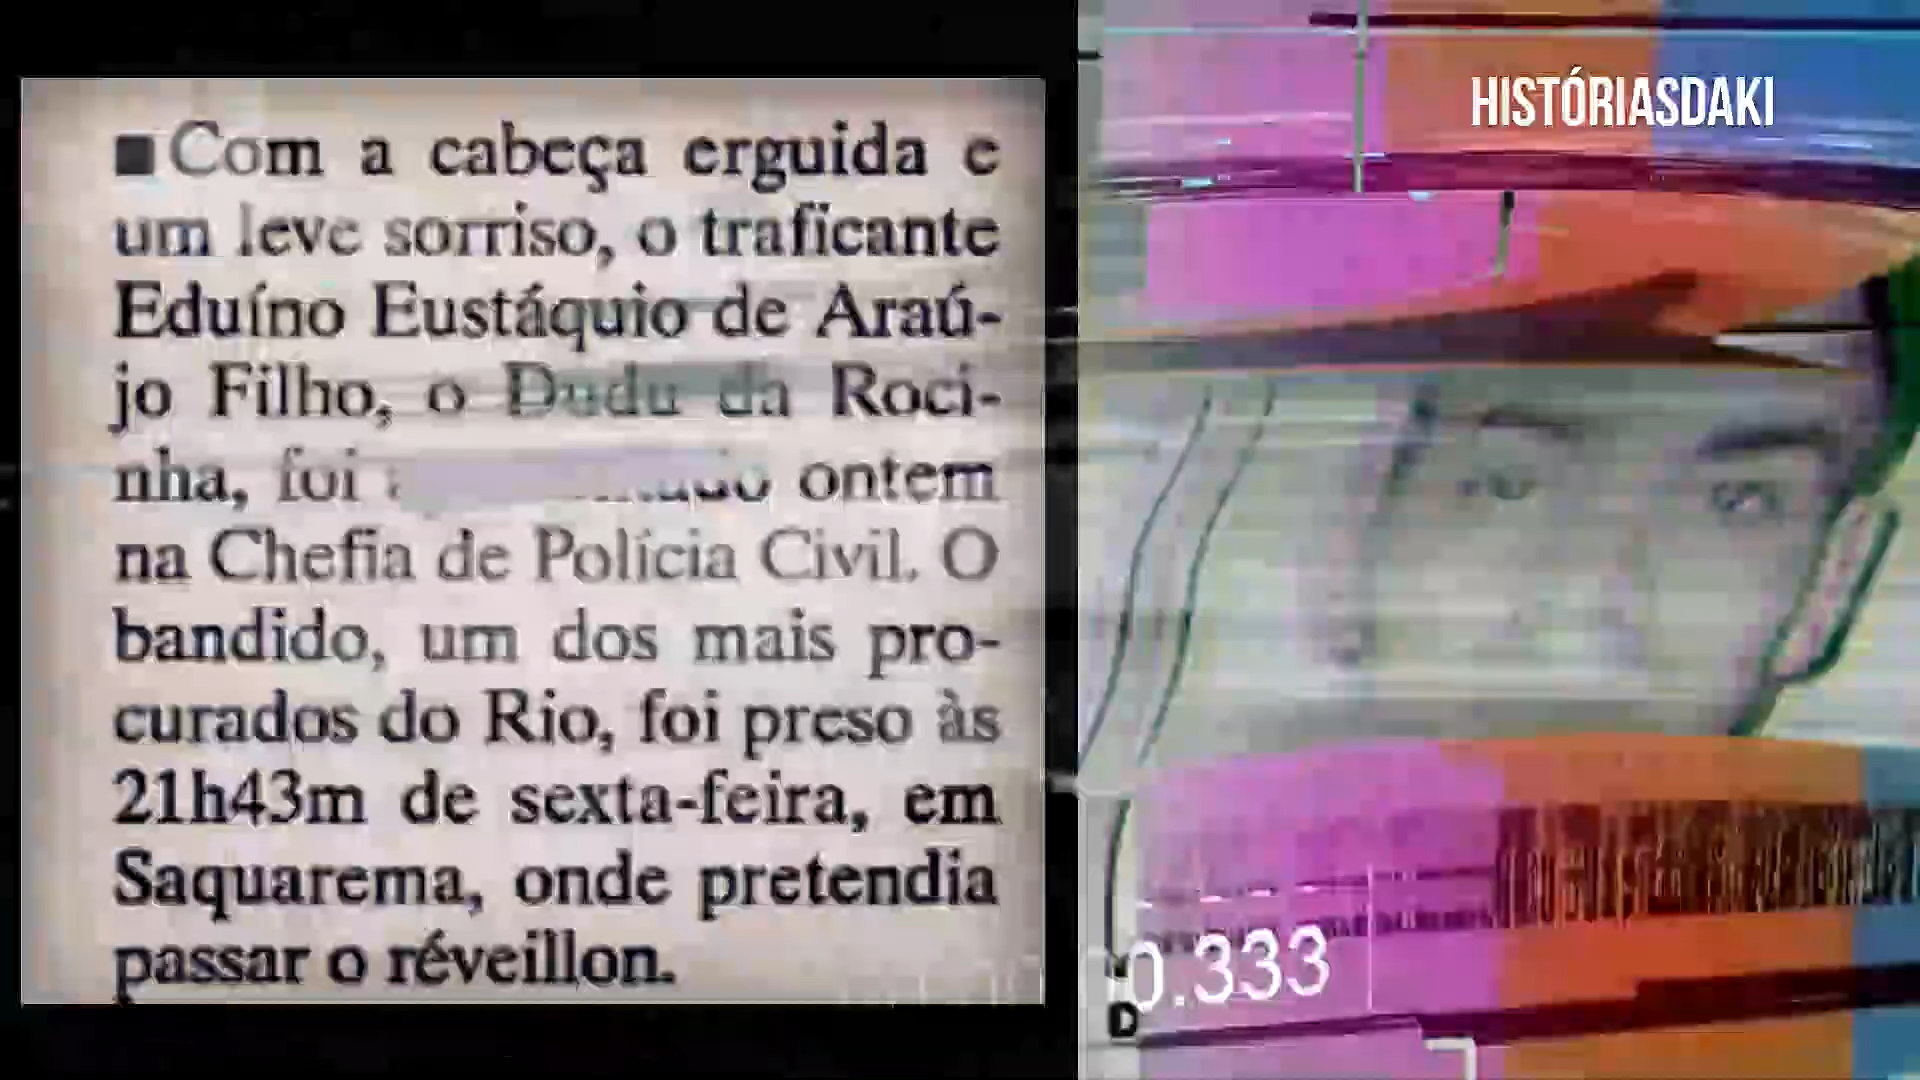 Com a cabeça erguida e
um leve sorriso, o traficante
Eduíno Eustáquio de Araú-
jo Filho, o Dudu da Roci-
nha, foi ontem
na Chefia de Polícia Civil. O
bandido, um dos mais pro-
curados do Rio, foi preso às
21h43m de sexta-feira, em
Saquarema, onde pretendia
passar o réveillon.
HISTÓRIASDAKI
0.333
D